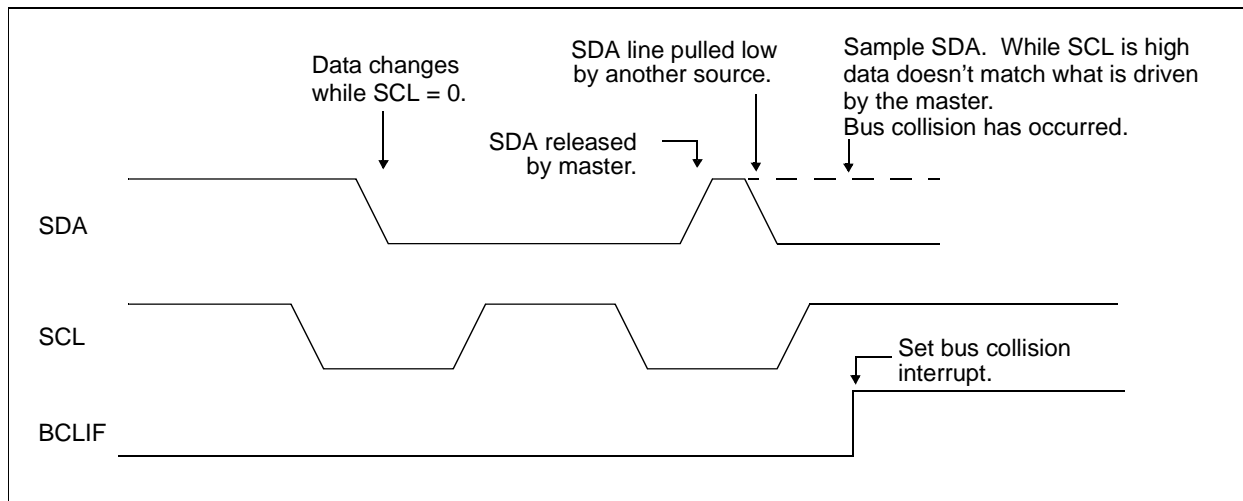 Data changes
while SCL = 0.
SDA line pulled low
by another source.
Sample SDA.  While SCL is high
data doesn't match what is driven
by the master.
Bus collision has occurred.
SDA released
by master.
SDA
SCL
Set bus collision
interrupt.
BCLIF